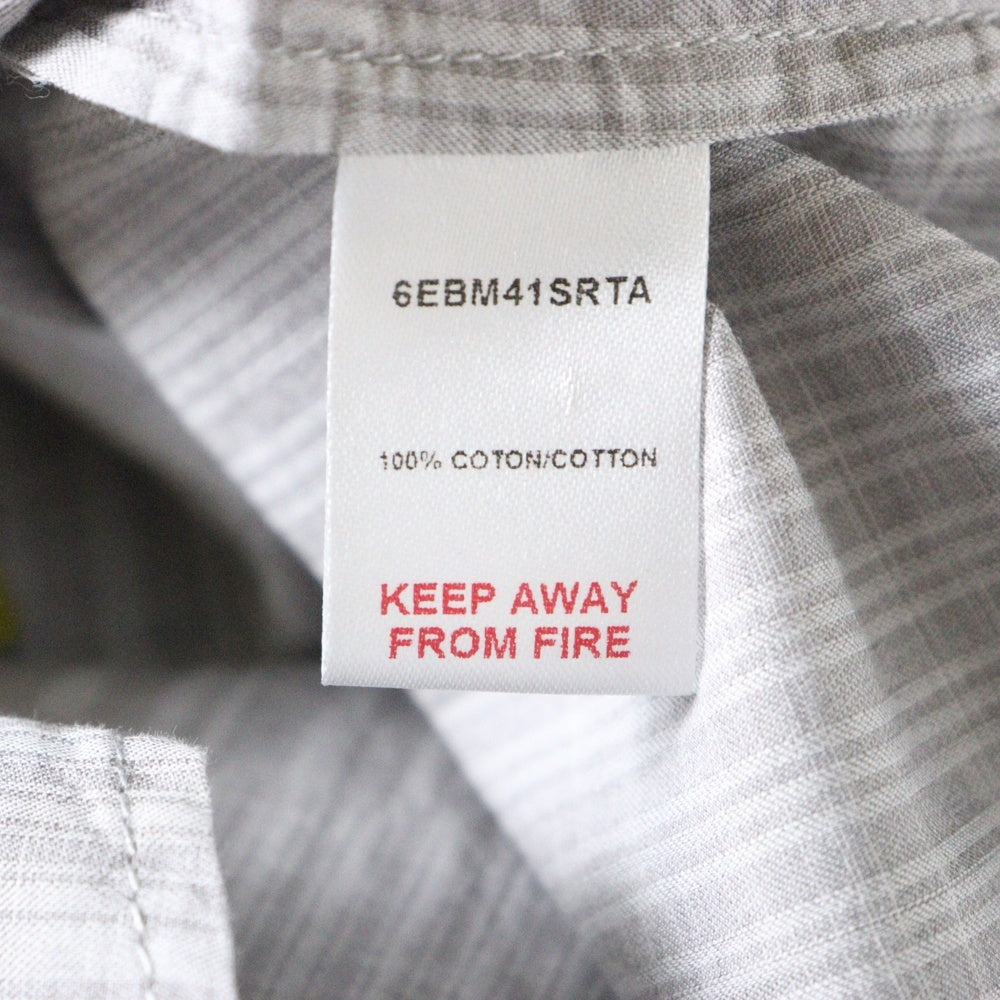 6EBM41SRTA
100% COTON/COTTON
KEEP AWAY
FROM FIRE